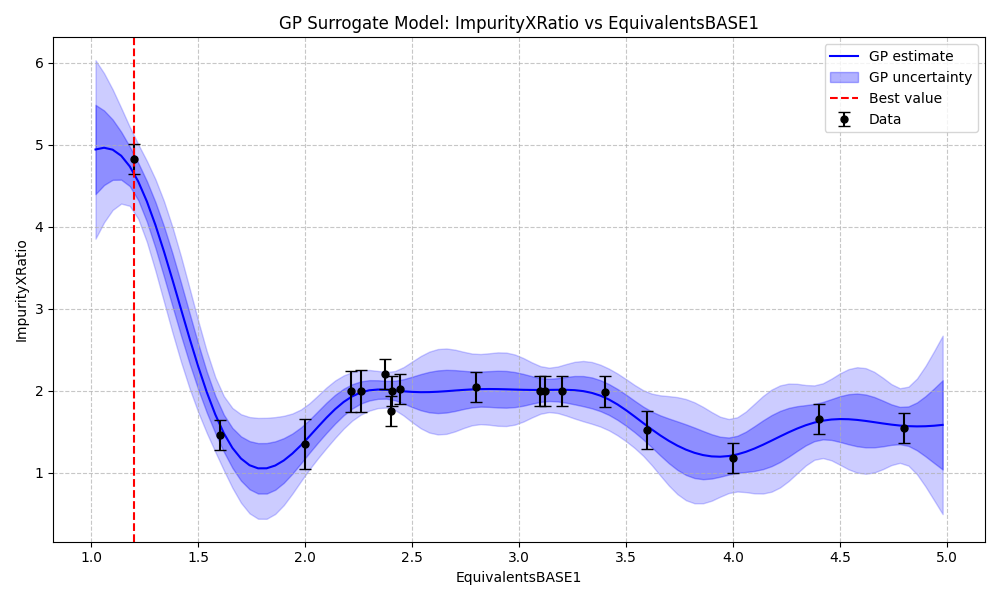 GP Surrogate Model: ImpurityXRatio vs EquivalentsBASE1
GP estimate
GP uncertainty
Best value
Data
ImpurityXRatio
6
5
4
3
2
1
1.0 1.5 2.0 2.5 3.0 3.5 4.0 4.5 5.0
EquivalentsBASE1